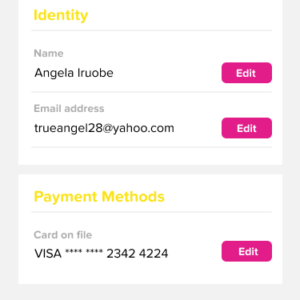 Identity
Name
Angela Iruobe
Edit
Email address
trueangel28@yahoo.com
Edit
Payment Methods
Card on file
VISA **** **** 2342 4224
Edit